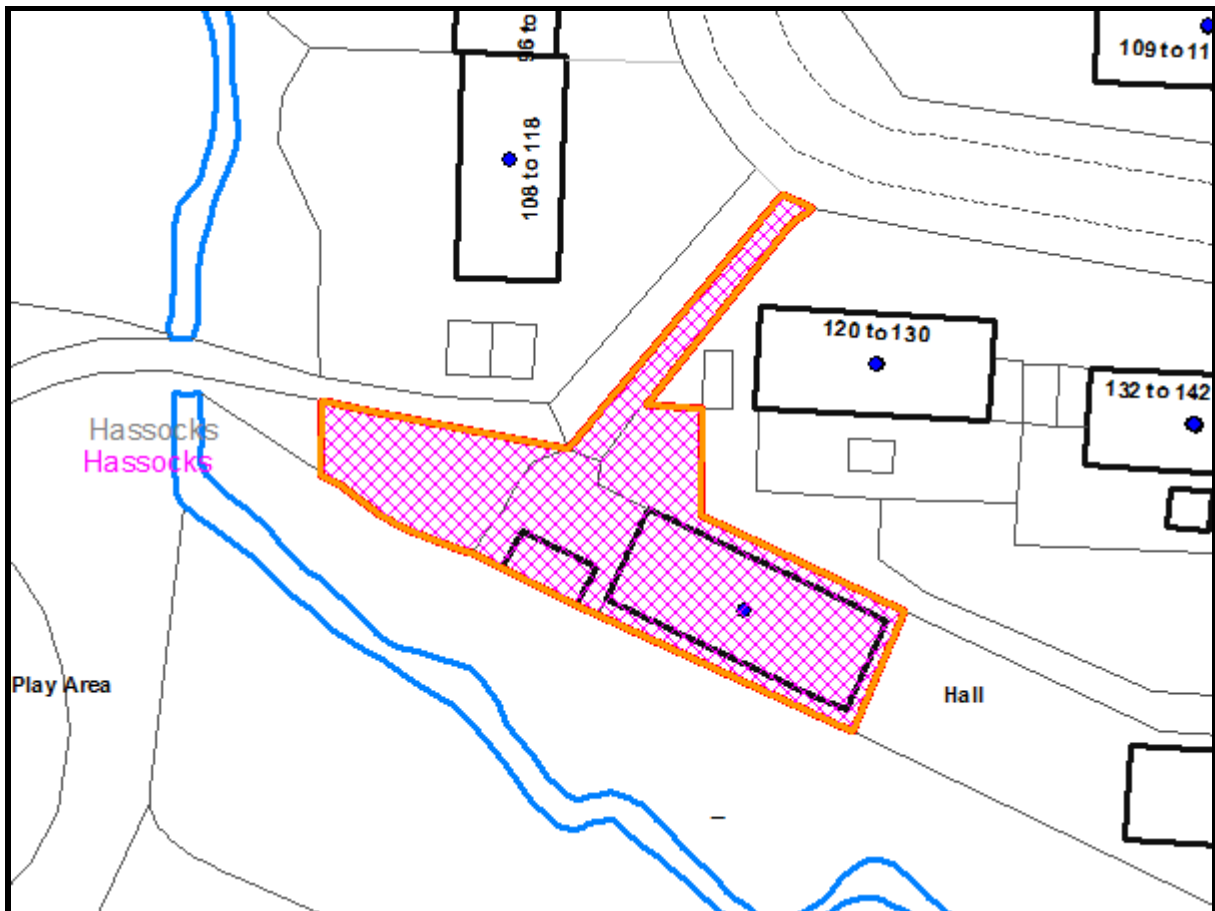 96 to
109 to 11
108 to 118
120 to 130
132 to 142
Hassocks
Hassocks
Play Area
Hall